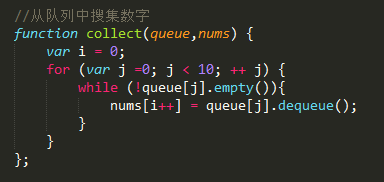 //从队列中搜集数字
function collect(queue,nums) {
    var i = 0;
    for (var j =0; j < 10; ++ j) {
        while (!queue[j].empty()){
            nums[i++] = queue[j].dequeue();
        }
    }
};